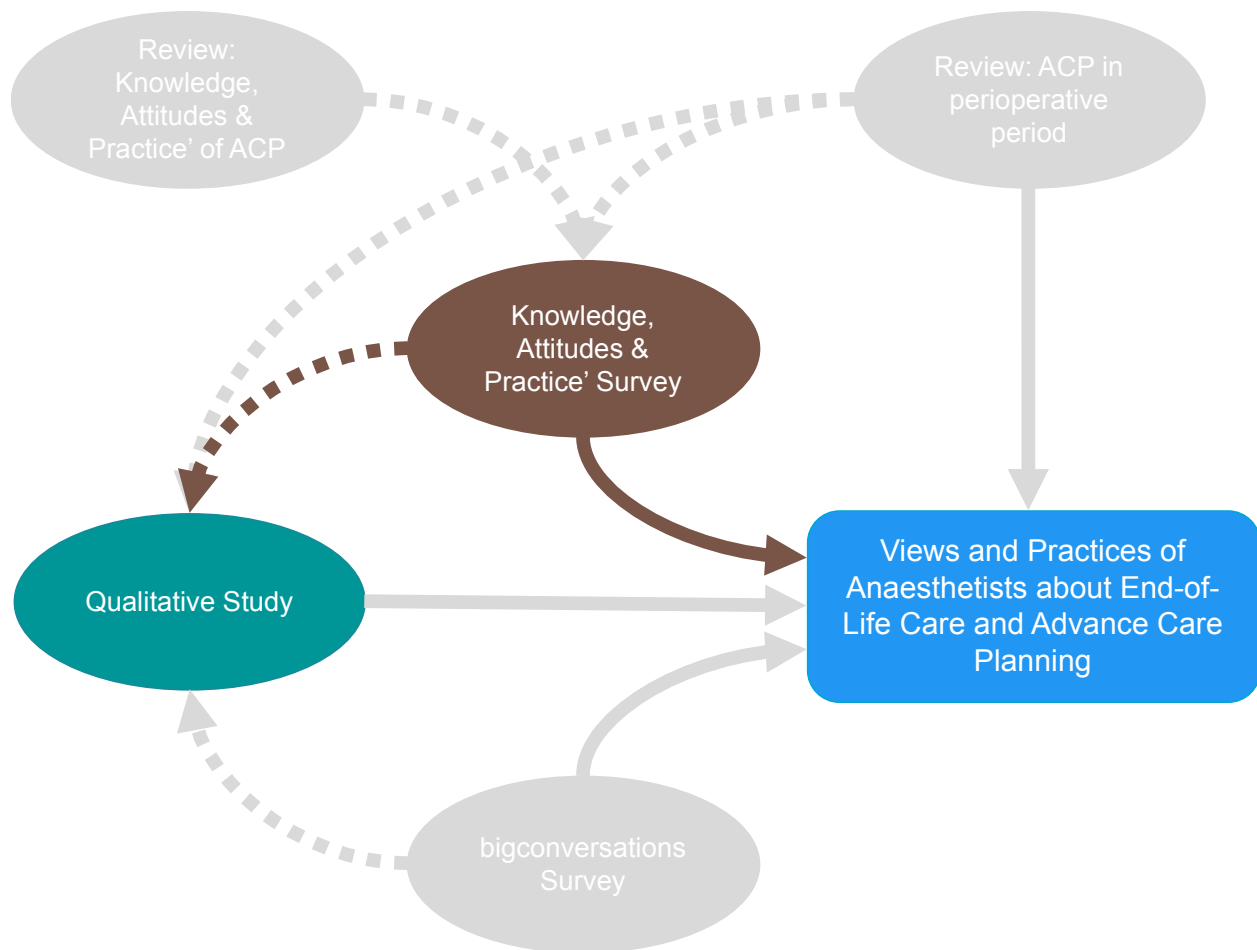 Review:
Knowledge,
Attitudes &
Practice’ of ACP
Review: ACP in
perioperative
period
Knowledge,
Attitudes &
Practice’ Survey
Qualitative Study
Views and Practices of
Anaesthetists about End-of-
Life Care and Advance Care
Planning
bigconversations
Survey